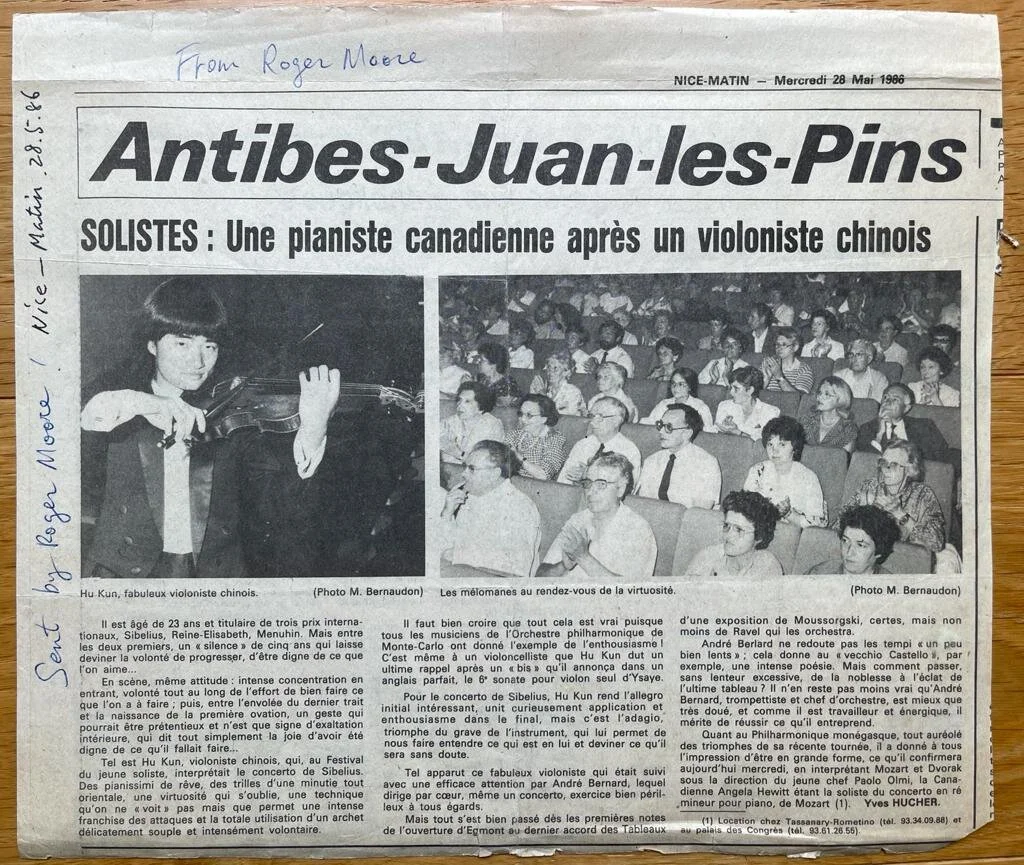 From Roger Moore
Sent by Roger Moore ! Nice-Matin. 28.5.86
NICE-MATIN — Mercredi 28 Mai 1986
Antibes-Juan-les-Pins
SOLISTES : Une pianiste canadienne après un violoniste chinois
Hu Kun, fabuleux violoniste chinois. (Photo M. Bernaudon)
Les mélomanes au rendez-vous de la virtuosité. (Photo M. Bernaudon)
Il est âgé de 23 ans et titulaire de trois prix interna-
tionaux, Sibelius, Reine-Elisabeth, Menuhin. Mais entre
les deux premiers, un « silence » de cinq ans qui laisse
deviner la volonté de progresser, d'être digne de ce que
l'on aime...
En scène, même attitude : intense concentration en
entrant, volonté tout au long de l'effort de bien faire ce
que l'on a à faire ; puis, entre l'envolée du dernier trait
et la naissance de la première ovation, un geste qui
pourrait être prétentieux et n'est que signe d'exaltation
intérieure, qui dit tout simplement la joie d'avoir été
digne de ce qu'il fallait faire...
Tel est Hu Kun, violoniste chinois, qui, au Festival
du jeune soliste, interprétait le concerto de Sibelius.
Des pianissimi de rêve, des trilles d'une minutie tout
orientale, une virtuosité qui s'oublie, une technique
qu'on ne « voit » pas mais que permet une intense
franchise des attaques et la totale utilisation d'un archet
délicatement souple et intensément volontaire.
Il faut bien croire que tout cela est vrai puisque
tous les musiciens de l'Orchestre philharmonique de
Monte-Carlo ont donné l'exemple de l'enthousiasme !
C'est même à un violoncelliste que Hu Kun dut un
ultime rappel après un « bis » qu'il annonça dans un
anglais parfait, le 6e sonate pour violon seul d'Ysaye.
Pour le concerto de Sibelius, Hu Kun rend l'allegro
initial intéressant, unit curieusement application et
enthousiasme dans le final, mais c'est l'adagio,
triomphe du grave de l'instrument, qui lui permet de
nous faire entendre ce qui est en lui et deviner ce qu'il
sera sans doute.
Tel apparut ce fabuleux violoniste qui était suivi
avec une efficace attention par André Bernard, lequel
dirige par cœur, même un concerto, exercice bien péril-
leux à tous égards.
Mais tout s'est bien passé dès les premières notes
de l'ouverture d'Egmont au dernier accord des Tableaux
d'une exposition de Moussorgski, certes, mais non
moins de Ravel qui les orchestra.
André Berlard ne redoute pas les tempi « un peu
bien lents » ; cela donne au « vecchio Castello », par
exemple, une intense poésie. Mais comment passer,
sans lenteur excessive, de la noblesse à l'éclat de
l'ultime tableau ? Il n'en reste pas moins vrai qu'André
Bernard, trompettiste et chef d'orchestre, est mieux que
très doué, et comme il est travailleur et énergique, il
mérite de réussir ce qu'il entreprend.
Quant au Philharmonique monégasque, tout auréolé
des triomphes de sa récente tournée, il a donné à tous
l'impression d'être en grande forme, ce qu'il confirmera
aujourd'hui mercredi, en interprétant Mozart et Dvorak
sous la direction du jeune chef Paolo Olmi, la Cana-
dienne Angela Hewitt étant la soliste du concerto en ré
mineur pour piano, de Mozart (1). Yves HUCHER.
(1) Location chez Tassanary-Rometino (tél. 93.34.09.88) et
au palais des Congrès (tél. 93.61.26.55).